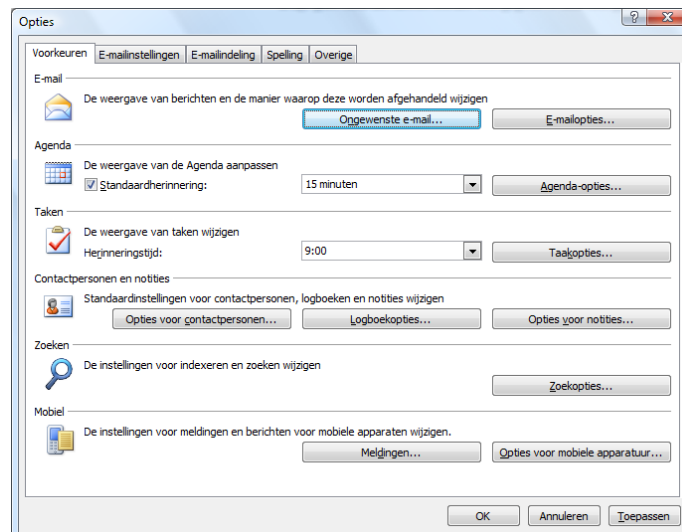 Opties
Voorkeuren E-mailinstellingen E-mailindeling Spelling Overige
E-mail
De weergave van berichten en de manier waarop deze worden afgehandeld wijzigen
Ongewenste e-mail... E-mailopties...
Agenda
De weergave van de Agenda aanpassen
Standaardherinnering: 15 minuten Agenda-opties...
Taken
De weergave van taken wijzigen
Herinneringstijd: 9:00 Taakopties...
Contactpersonen en notities
Standaardinstellingen voor contactpersonen, logboeken en notities wijzigen
Opties voor contactpersonen... Logboekopties... Opties voor notities...
Zoeken
De instellingen voor indexeren en zoeken wijzigen
Zoekopties...
Mobiel
De instellingen voor meldingen en berichten voor mobiele apparaten wijzigen.
Meldingen... Opties voor mobiele apparatuur...
OK Annuleren Toepassen